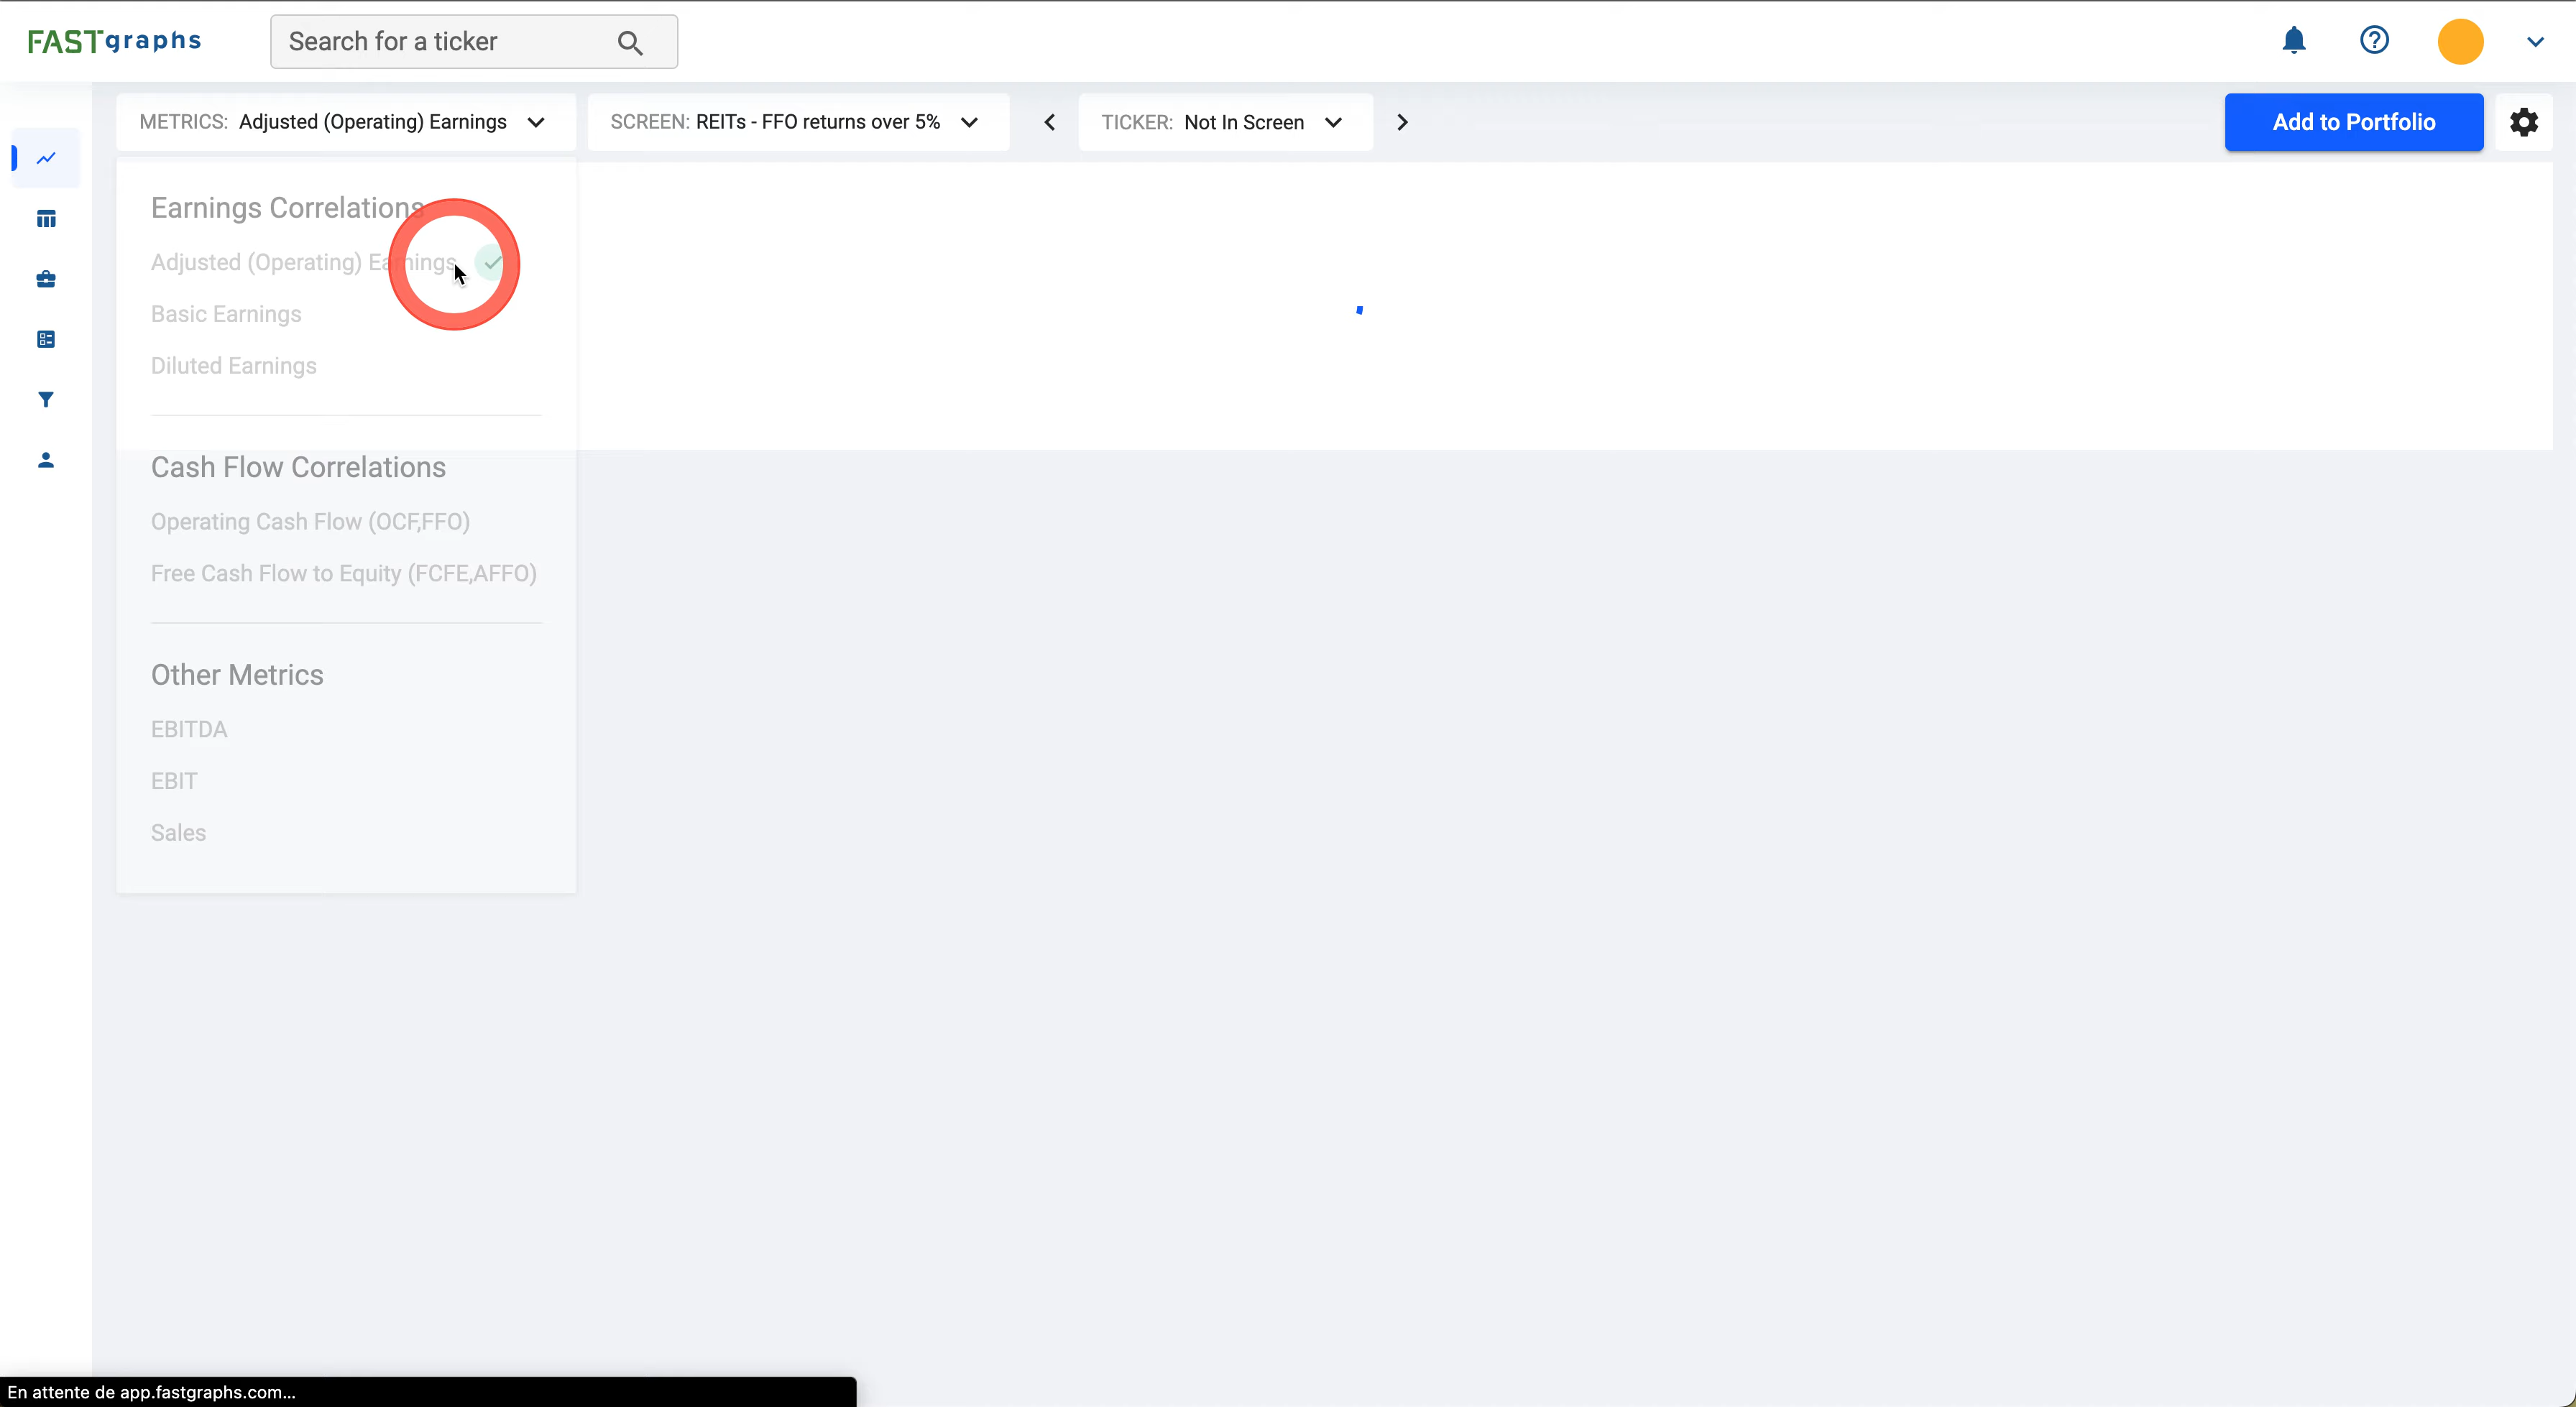 FASTgraphs
Search for a ticker
METRICS: Adjusted (Operating) Earnings
SCREEN: REITs - FFO returns over 5%
TICKER: Not In Screen
Add to Portfolio
Earnings Correlations
Adjusted (Operating) Earnings
Basic Earnings
Diluted Earnings
Cash Flow Correlations
Operating Cash Flow (OCF,FFO)
Free Cash Flow to Equity (FCFE,AFFO)
Other Metrics
EBITDA
EBIT
Sales
En attente de app.fastgraphs.com...